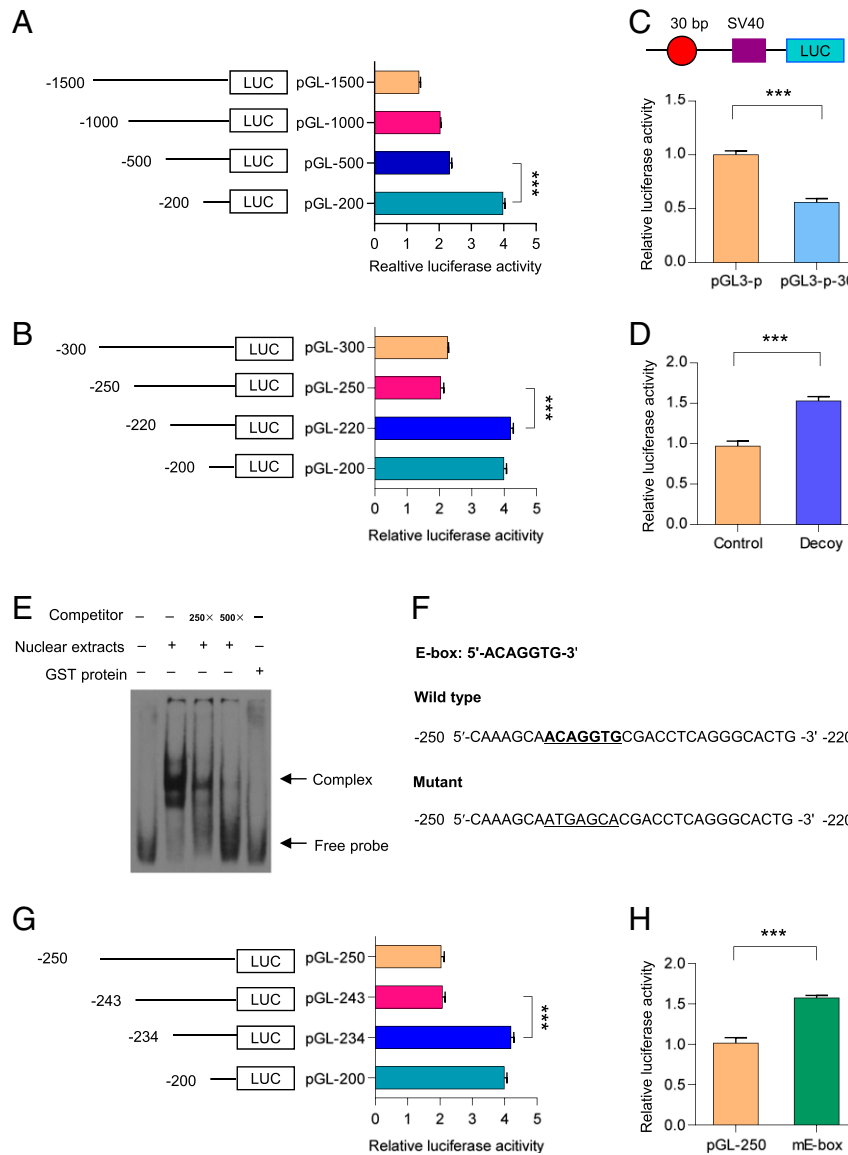 A
-1500 LUC pGL-1500
-1000 LUC pGL-1000
-500 LUC pGL-500
-200 LUC pGL-200
***
0 1 2 3 4 5
Realtive luciferase activity
B
-300 LUC pGL-300
-250 LUC pGL-250
-220 LUC pGL-220
-200 LUC pGL-200
***
0 1 2 3 4 5
Relative luciferase acitivity
C
30 bp SV40
LUC
***
Relative luciferase activity
1.5
1.0
0.5
0.0
pGL3-p pGL3-p-30
D
***
Relative luciferase activity
2.0
1.5
1.0
0.5
0.0
Control Decoy
E
Competitor – – 250× 500× –
Nuclear extracts – + + + –
GST protein – – – – +
Complex
Free probe
F
E-box: 5'-ACAGGTG-3'
Wild type
-250 5′-CAAAGCAACAGGTGCGACCTCAGGGCACTG -3' -220
Mutant
-250 5′-CAAAGCAATGAGCACGACCTCAGGGCACTG -3' -220
G
-250 LUC pGL-250
-243 LUC pGL-243
-234 LUC pGL-234
-200 LUC pGL-200
***
0 1 2 3 4 5
Relative luciferase acitivity
H
***
Relative luciferase activity
2.0
1.5
1.0
0.5
0.0
pGL-250 mE-box